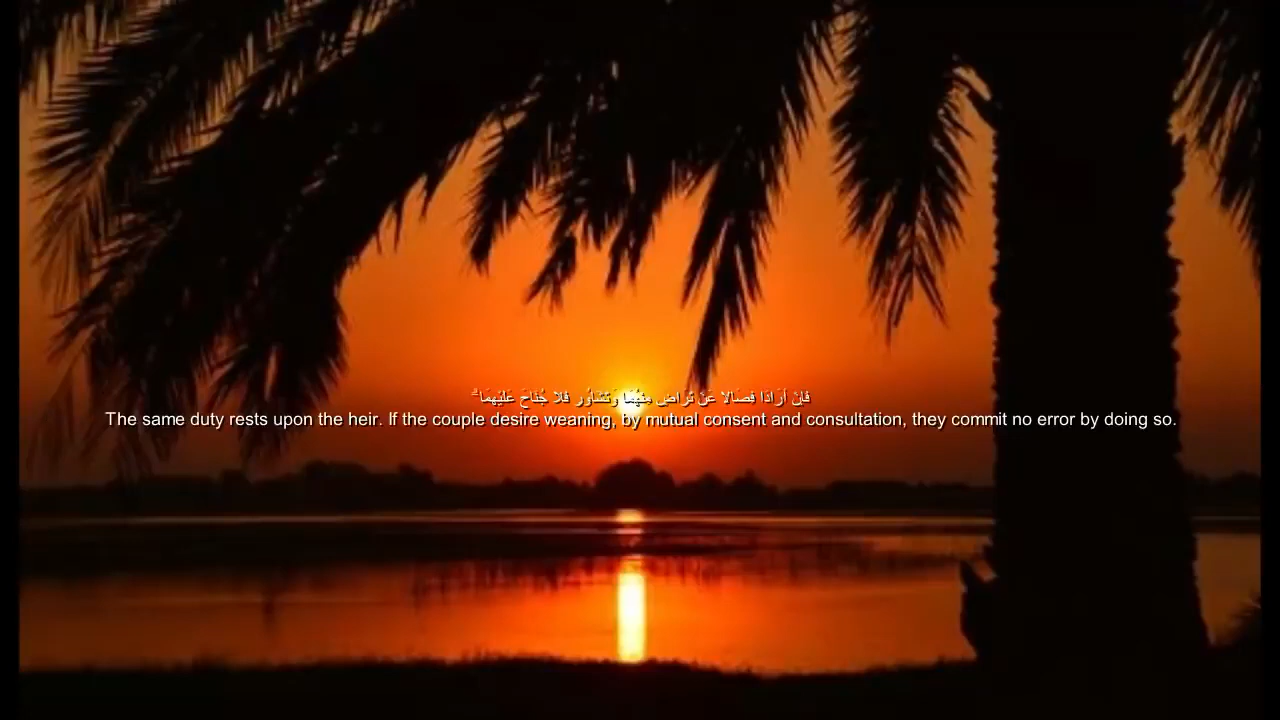 فَإِنْ أَرَادَا فِصَالًا عَنْ تَرَاضٍ مِنْهُمَا وَتَشَاوُرٍ فَلَا جُنَاحَ عَلَيْهِمَا ۗ
The same duty rests upon the heir. If the couple desire weaning, by mutual consent and consultation, they commit no error by doing so.